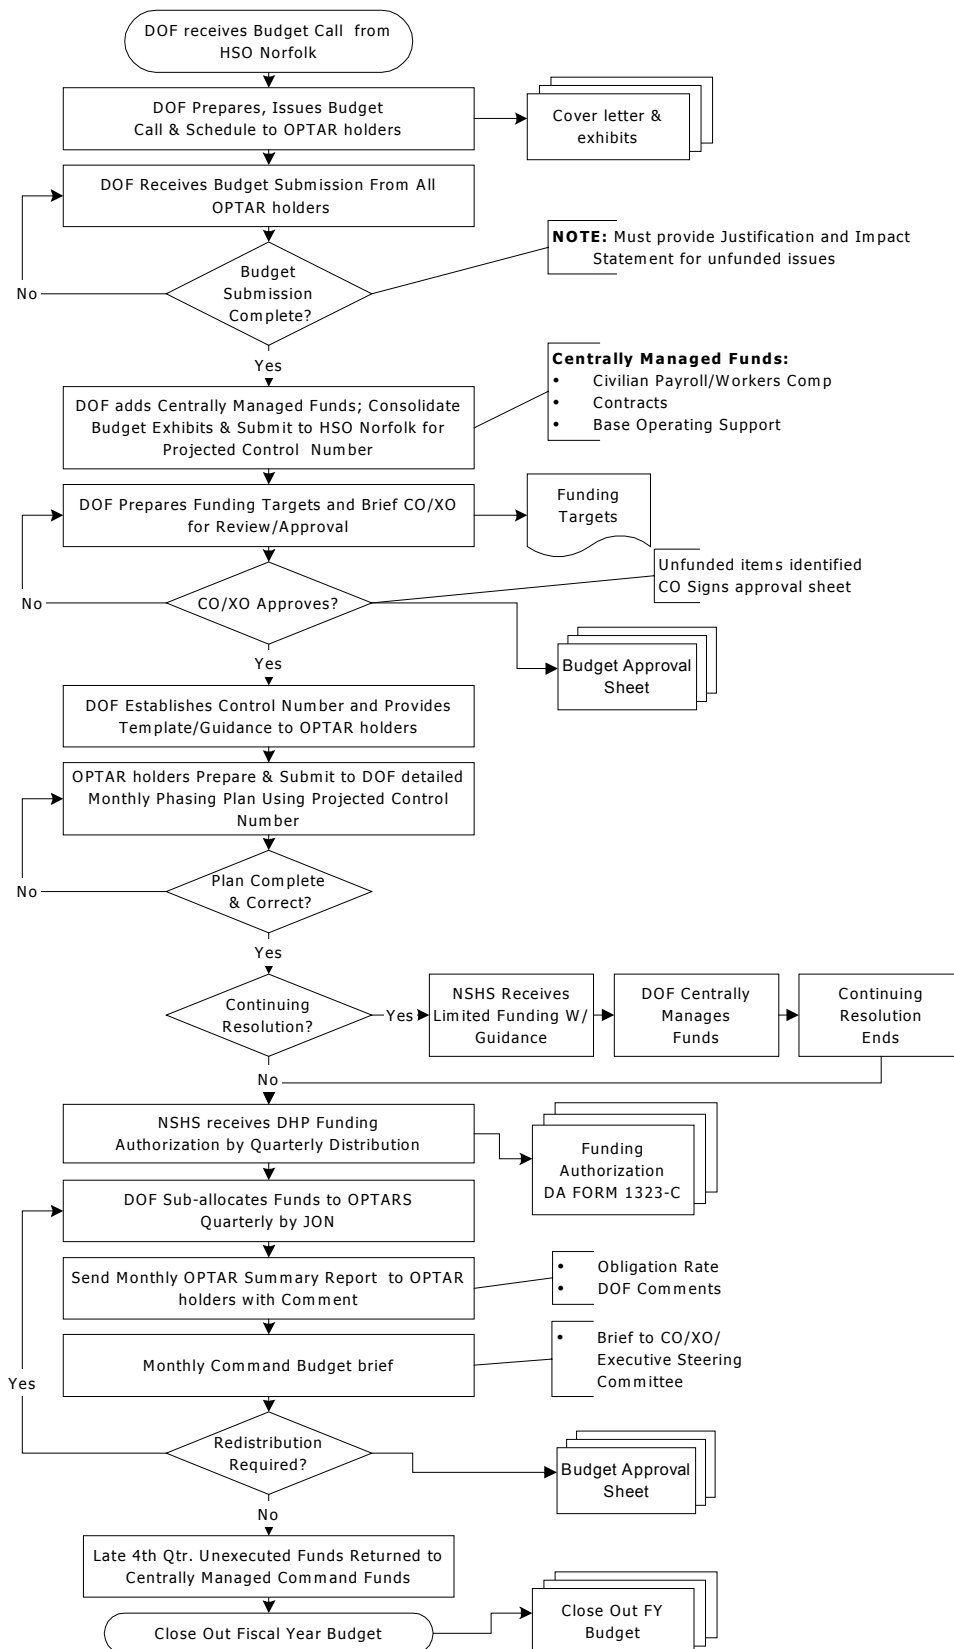 DOF receives Budget Call from
HSO Norfolk
DOF Prepares, Issues Budget
Call & Schedule to OPTAR holders
Cover letter &
exhibits
DOF Receives Budget Submission From All
OPTAR holders
NOTE: Must provide Justification and Impact
Statement for unfunded issues
Budget
Submission
Complete?
No
Yes
Centrally Managed Funds:
• Civilian Payroll/Workers Comp
• Contracts
• Base Operating Support
DOF adds Centrally Managed Funds; Consolidate
Budget Exhibits & Submit to HSO Norfolk for
Projected Control Number
DOF Prepares Funding Targets and Brief CO/XO
for Review/Approval
Funding
Targets
Unfunded items identified
CO Signs approval sheet
No
CO/XO Approves?
Yes
Budget Approval
Sheet
DOF Establishes Control Number and Provides
Template/Guidance to OPTAR holders
OPTAR holders Prepare & Submit to DOF detailed
Monthly Phasing Plan Using Projected Control
Number
No
Plan Complete
& Correct?
Yes
Continuing
Resolution?
Yes
NSHS Receives
Limited Funding W/
Guidance
DOF Centrally
Manages
Funds
Continuing
Resolution
Ends
No
NSHS receives DHP Funding
Authorization by Quarterly Distribution
Funding
Authorization
DA FORM 1323-C
DOF Sub-allocates Funds to OPTARS
Quarterly by JON
Send Monthly OPTAR Summary Report to OPTAR
holders with Comment
• Obligation Rate
• DOF Comments
Monthly Command Budget brief
• Brief to CO/XO/
Executive Steering
Committee
Yes
Redistribution
Required?
Budget Approval
Sheet
No
Late 4th Qtr. Unexecuted Funds Returned to
Centrally Managed Command Funds
Close Out Fiscal Year Budget
Close Out FY
Budget